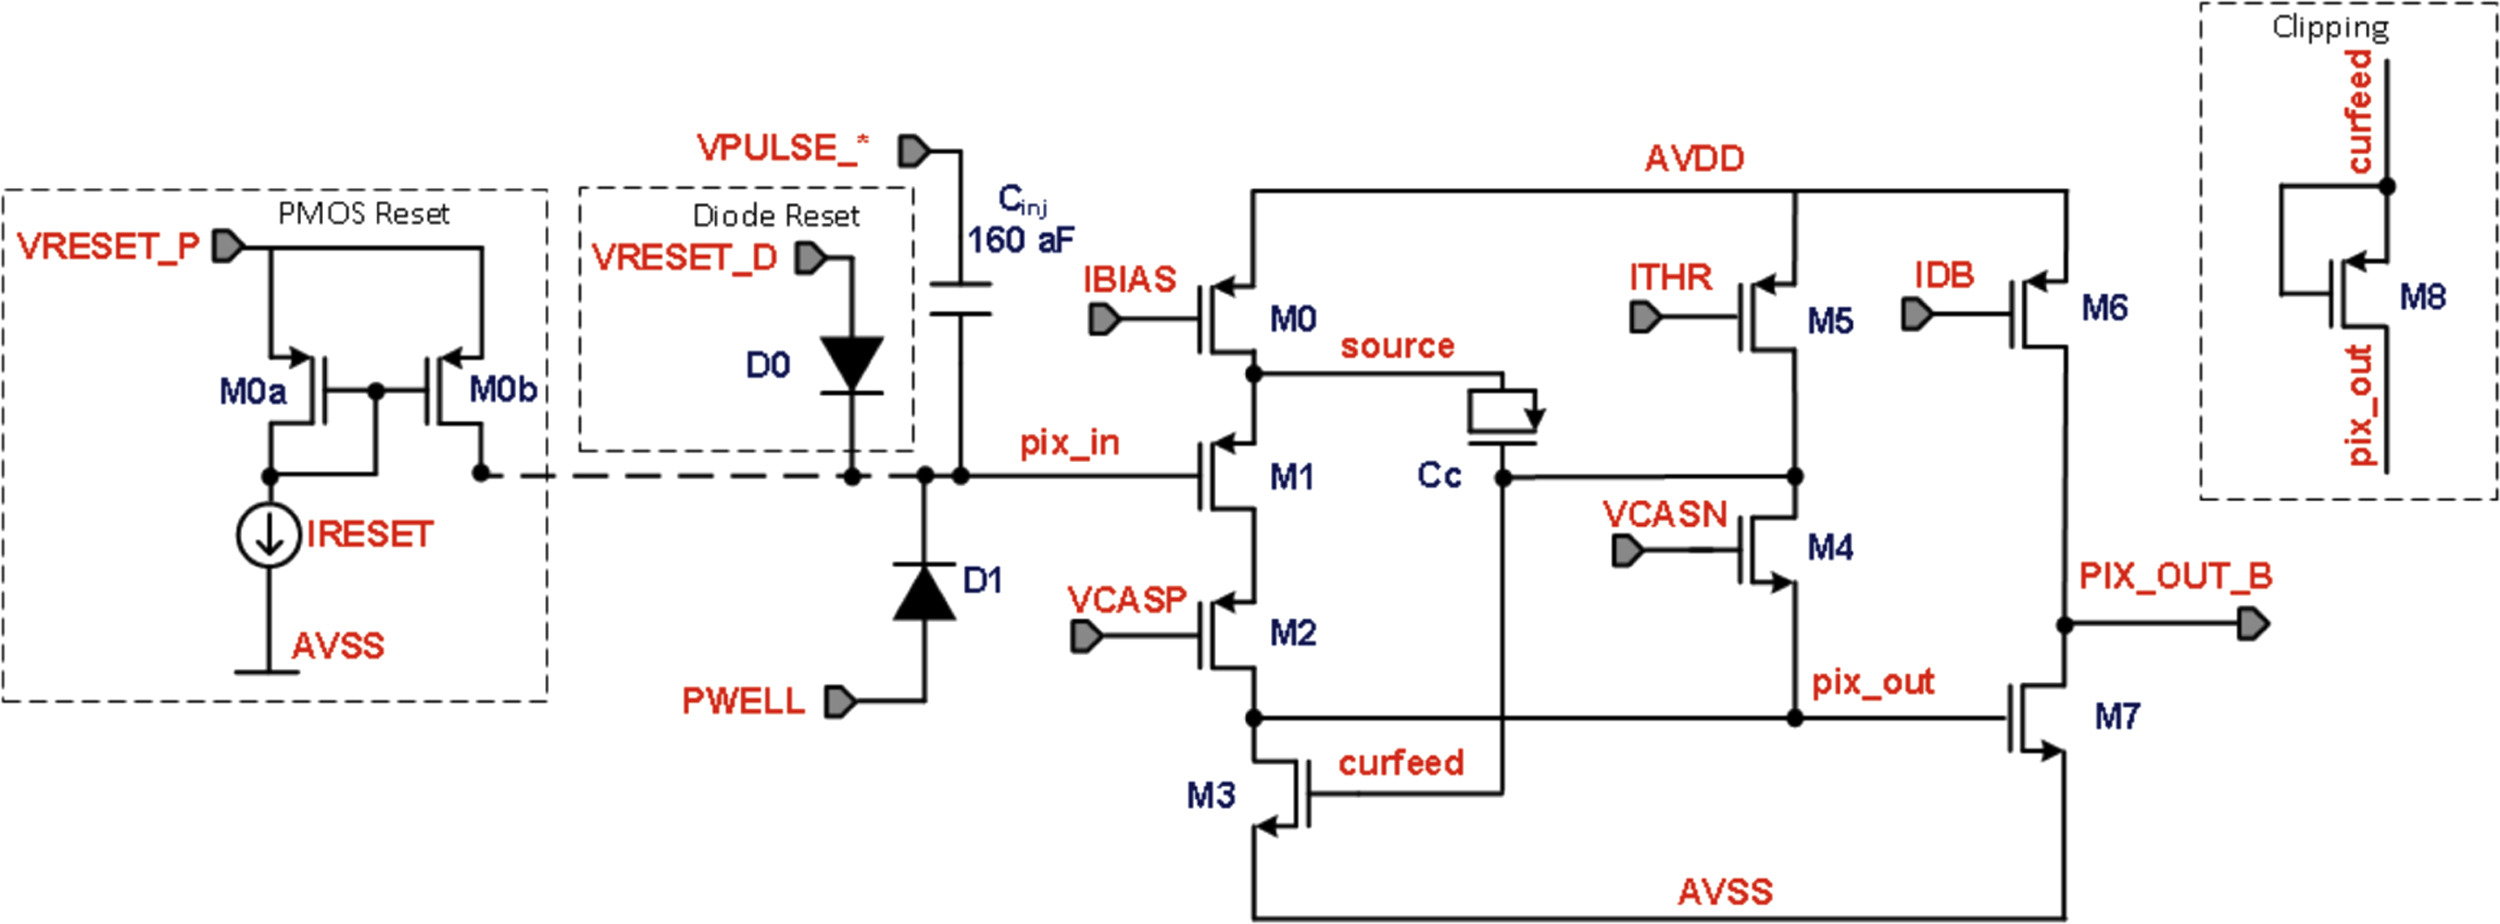 Clipping
curfeed
M8
pix_out
PMOS Reset
VRESET_P
M0a
M0b
IRESET
AVSS
Diode Reset
VRESET_D
D0
VPULSE_*
Cinj
160 aF
pix_in
D1
PWELL
AVDD
IBIAS
M0
source
M1
Cc
VCASP
M2
M3
curfeed
ITHR
M5
VCASN
M4
pix_out
IDB
M6
PIX_OUT_B
M7
AVSS